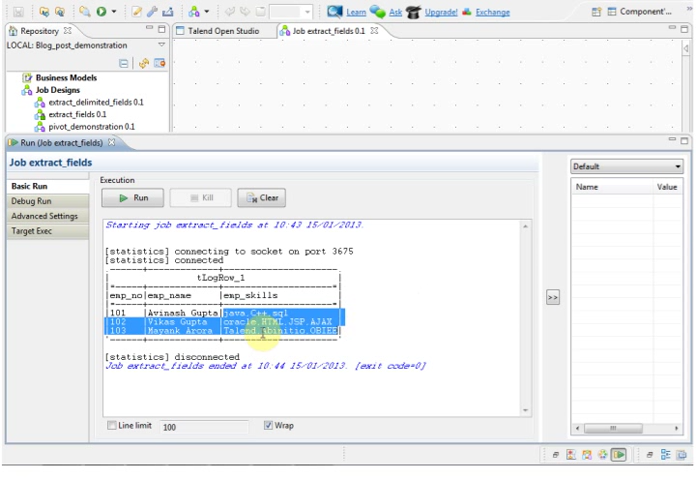 Learn Ask Upgrade! Exchange Component'...
Repository
Talend Open Studio Job extract_fields 0.1
LOCAL: Blog_post_demonstration
Business Models
Job Designs
extract_delimited_fields 0.1
extract_fields 0.1
pivot_demonstration 0.1
Run (Job extract_fields)
Job extract_fields
Default
Basic Run
Debug Run
Advanced Settings
Target Exec
Execution
Run Kill Clear
Name Value
Starting job extract_fields at 10:43 15/01/2013.
[statistics] connecting to socket on port 3675
[statistics] connected
tLogRow_1
emp_no|emp_name |emp_skills
101 |Avinash Gupta|java,C++,sql
102 |Vikas Gupta |oracle,HTML,JSP,AJAX
103 |Mayank Arora |Talend,abinitio,OBIEE
[statistics] disconnected
Job extract_fields ended at 10:44 15/01/2013. [exit code=0]
>>
Line limit 100 Wrap